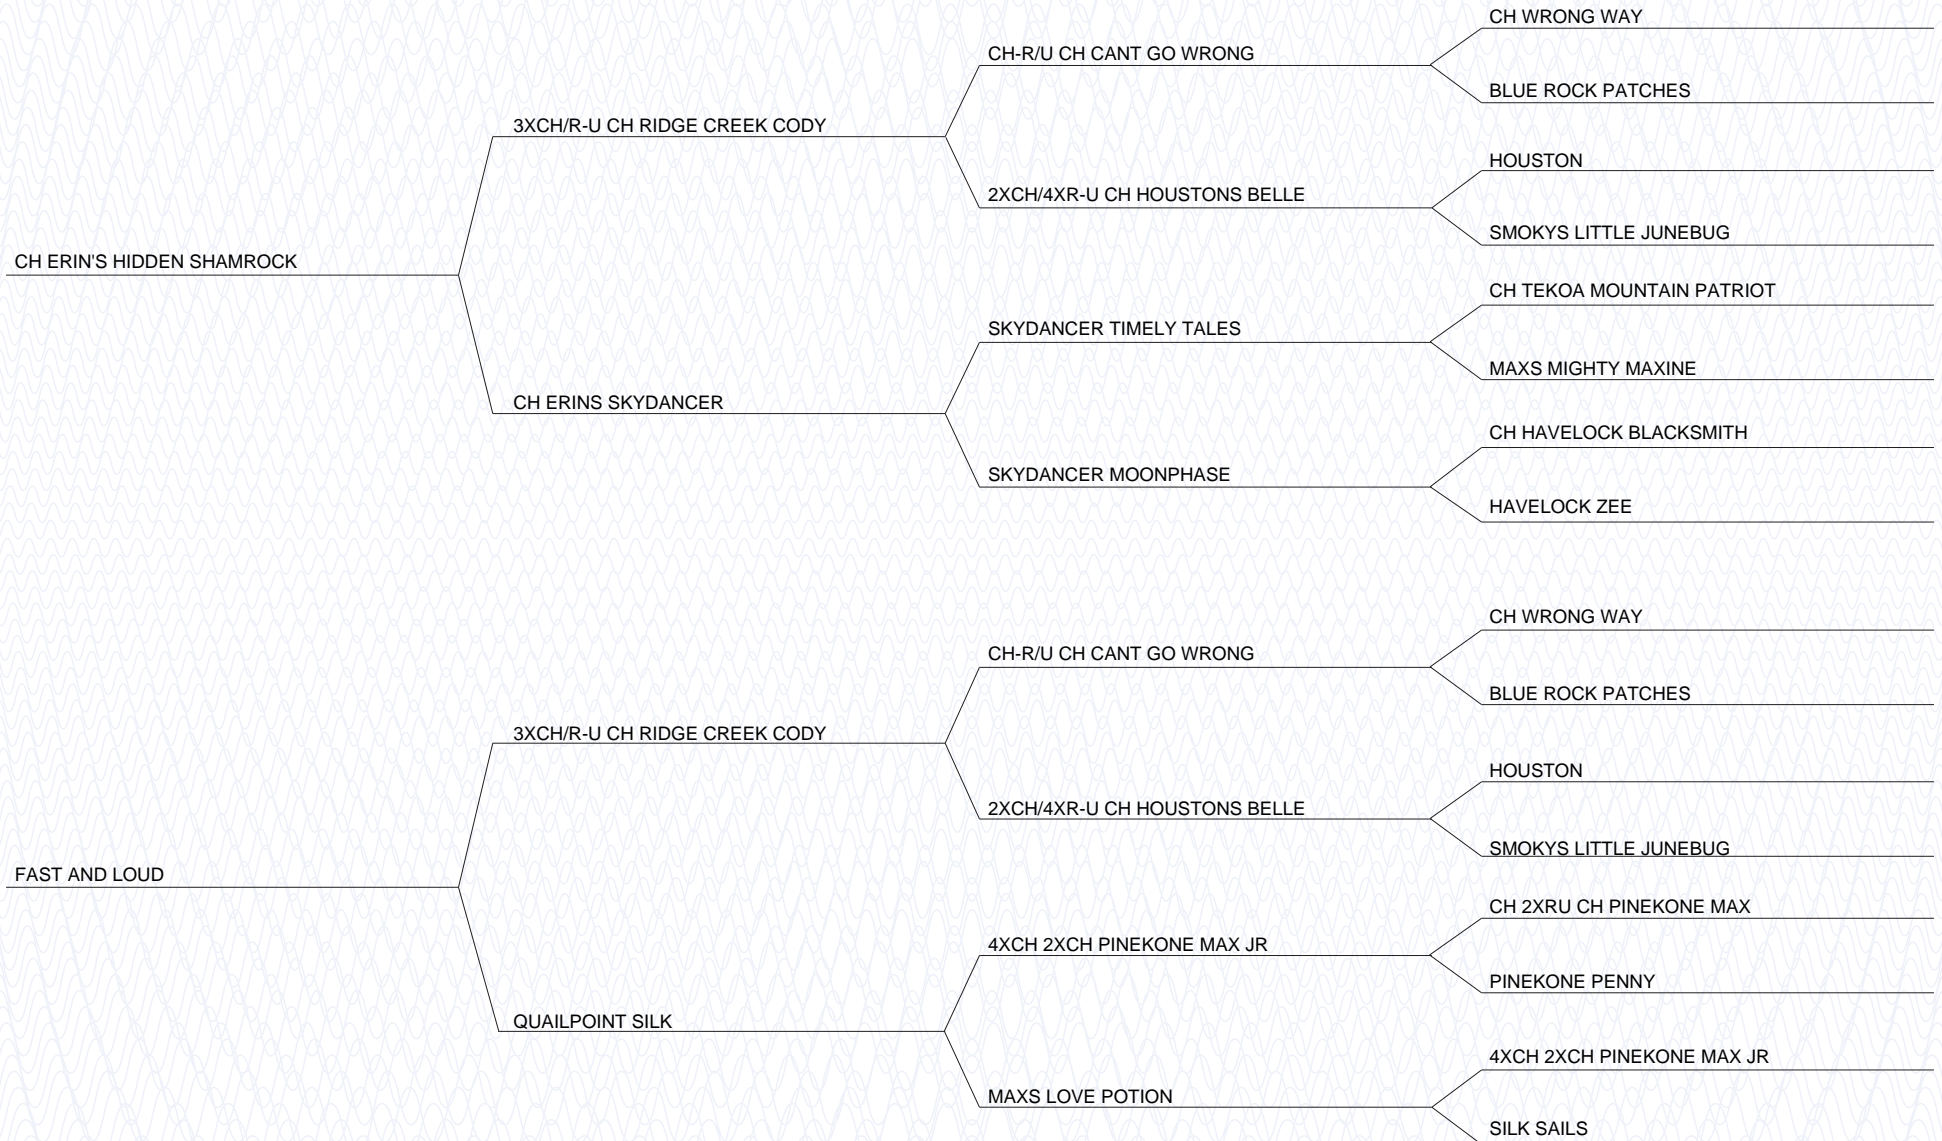 CH WRONG WAY
CH-R/U CH CANT GO WRONG
BLUE ROCK PATCHES
3XCH/R-U CH RIDGE CREEK CODY
HOUSTON
2XCH/4XR-U CH HOUSTONS BELLE
SMOKYS LITTLE JUNEBUG
CH ERIN'S HIDDEN SHAMROCK
CH TEKOA MOUNTAIN PATRIOT
SKYDANCER TIMELY TALES
MAXS MIGHTY MAXINE
CH ERINS SKYDANCER
CH HAVELOCK BLACKSMITH
SKYDANCER MOONPHASE
HAVELOCK ZEE
CH WRONG WAY
CH-R/U CH CANT GO WRONG
BLUE ROCK PATCHES
3XCH/R-U CH RIDGE CREEK CODY
HOUSTON
2XCH/4XR-U CH HOUSTONS BELLE
SMOKYS LITTLE JUNEBUG
FAST AND LOUD
CH 2XRU CH PINEKONE MAX
4XCH 2XCH PINEKONE MAX JR
PINEKONE PENNY
QUAILPOINT SILK
4XCH 2XCH PINEKONE MAX JR
MAXS LOVE POTION
SILK SAILS